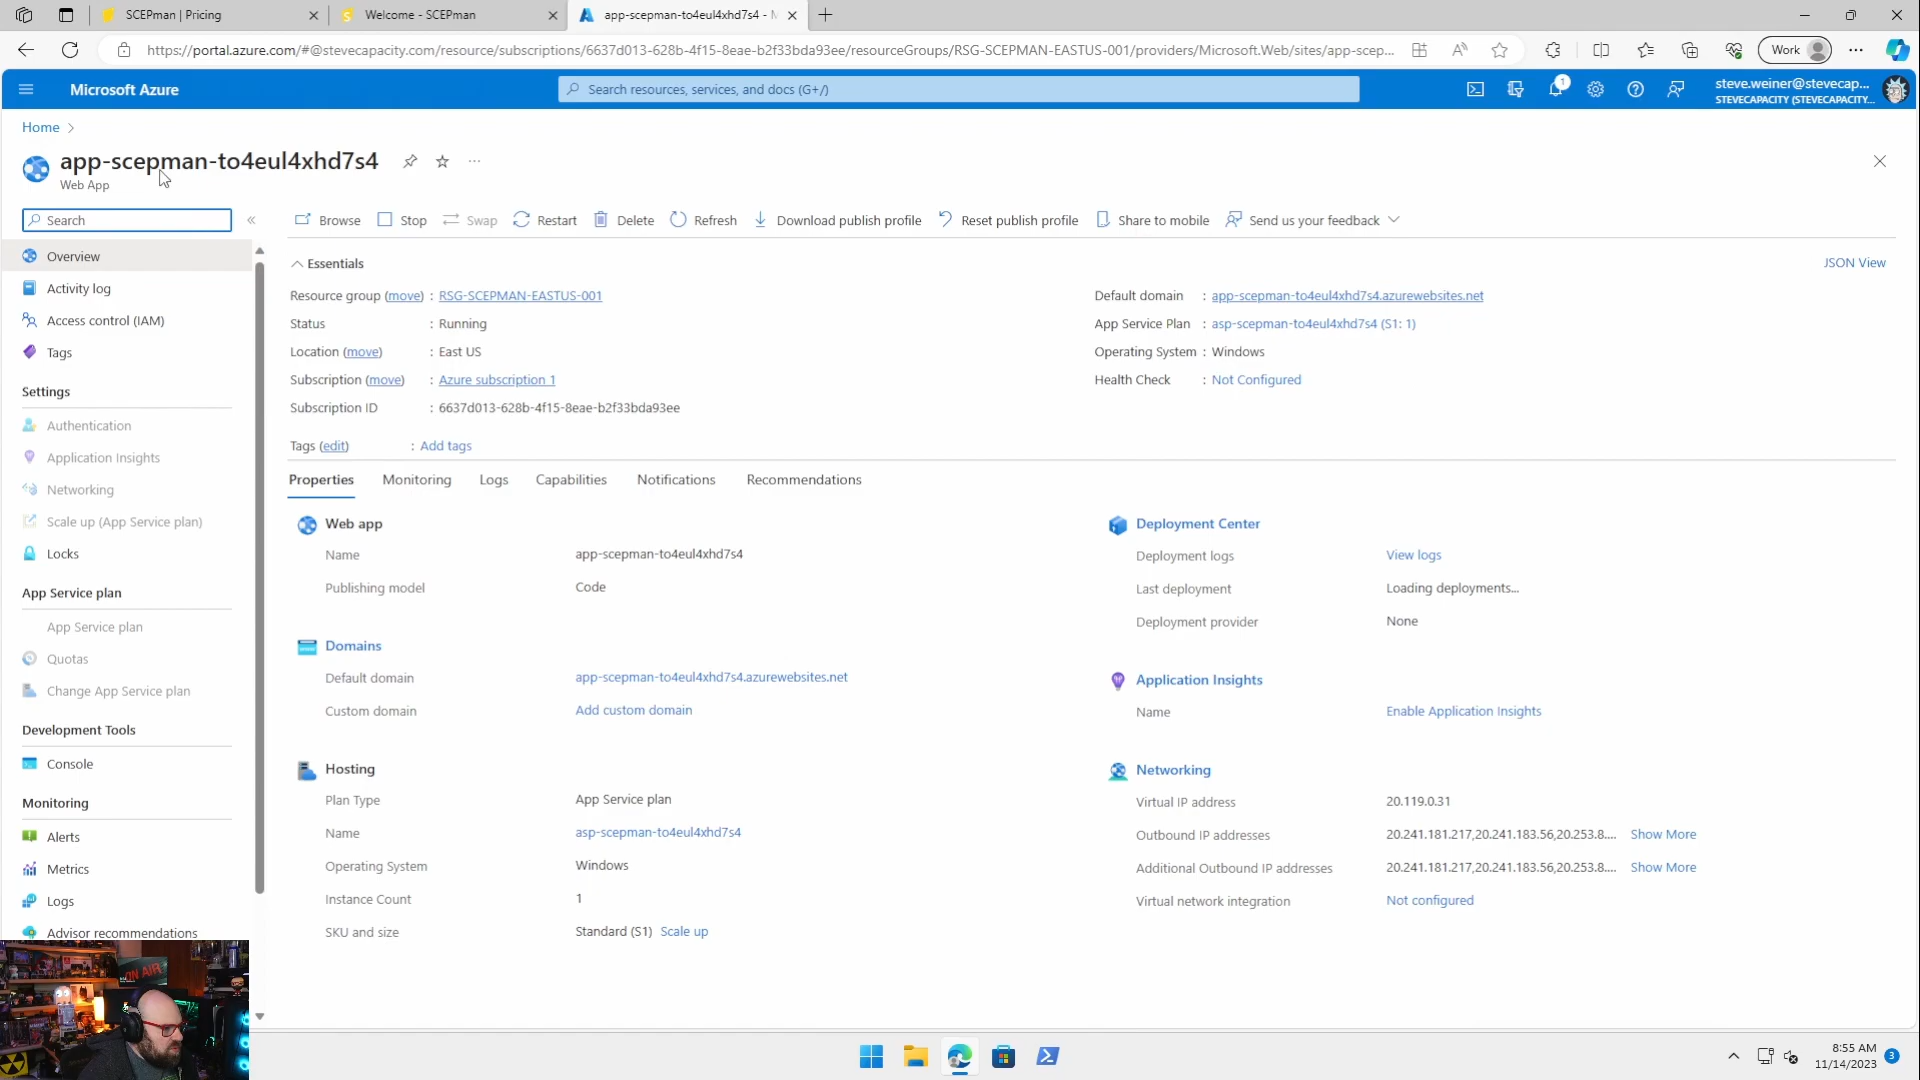 SCEPman | Pricing
Welcome - SCEPman
app-scepman-to4eul4xhd7s4 - M
https://portal.azure.com/#@stevecapacity.com/resource/subscriptions/6637d013-628b-4f15-8eae-b2f33bda93ee/resourceGroups/RSG-SCEPMAN-EASTUS-001/providers/Microsoft.Web/sites/app-scep...
Work
Microsoft Azure
Search resources, services, and docs (G+/)
1
steve.weiner@stevecap...
STEVECAPACITY (STEVECAPACITY....
Home
app-scepman-to4eul4xhd7s4
Web App
Search
Browse
Stop
Swap
Restart
Delete
Refresh
Download publish profile
Reset publish profile
Share to mobile
Send us your feedback
Overview
Activity log
Access control (IAM)
Tags
Settings
Authentication
Application Insights
Networking
Scale up (App Service plan)
Locks
App Service plan
App Service plan
Quotas
Change App Service plan
Development Tools
Console
Monitoring
Alerts
Metrics
Logs
Advisor recommendations
Essentials
JSON View
Resource group (move) : RSG-SCEPMAN-EASTUS-001
Status : Running
Location (move) : East US
Subscription (move) : Azure subscription 1
Subscription ID : 6637d013-628b-4f15-8eae-b2f33bda93ee
Tags (edit) : Add tags
Default domain : app-scepman-to4eul4xhd7s4.azurewebsites.net
App Service Plan : asp-scepman-to4eul4xhd7s4 (S1: 1)
Operating System : Windows
Health Check : Not Configured
Properties
Monitoring
Logs
Capabilities
Notifications
Recommendations
Web app
Name app-scepman-to4eul4xhd7s4
Publishing model Code
Domains
Default domain app-scepman-to4eul4xhd7s4.azurewebsites.net
Custom domain Add custom domain
Hosting
Plan Type App Service plan
Name asp-scepman-to4eul4xhd7s4
Operating System Windows
Instance Count 1
SKU and size Standard (S1) Scale up
Deployment Center
Deployment logs View logs
Last deployment Loading deployments...
Deployment provider None
Application Insights
Name Enable Application Insights
Networking
Virtual IP address 20.119.0.31
Outbound IP addresses 20.241.181.217,20.241.183.56,20.253.8.... Show More
Additional Outbound IP addresses 20.241.181.217,20.241.183.56,20.253.8.... Show More
Virtual network integration Not configured
ON AIR
8:55 AM
11/14/2023
3